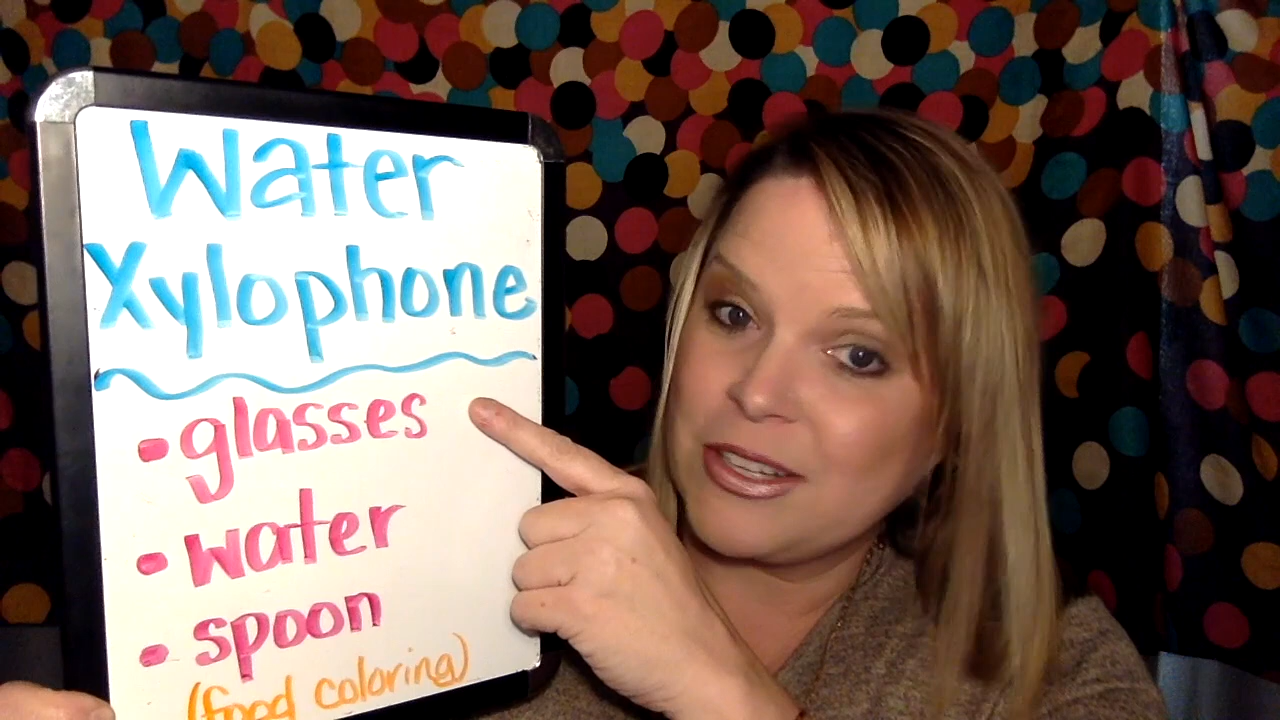 Water
Xylophone
• glasses
• water
• spoon
(food coloring)